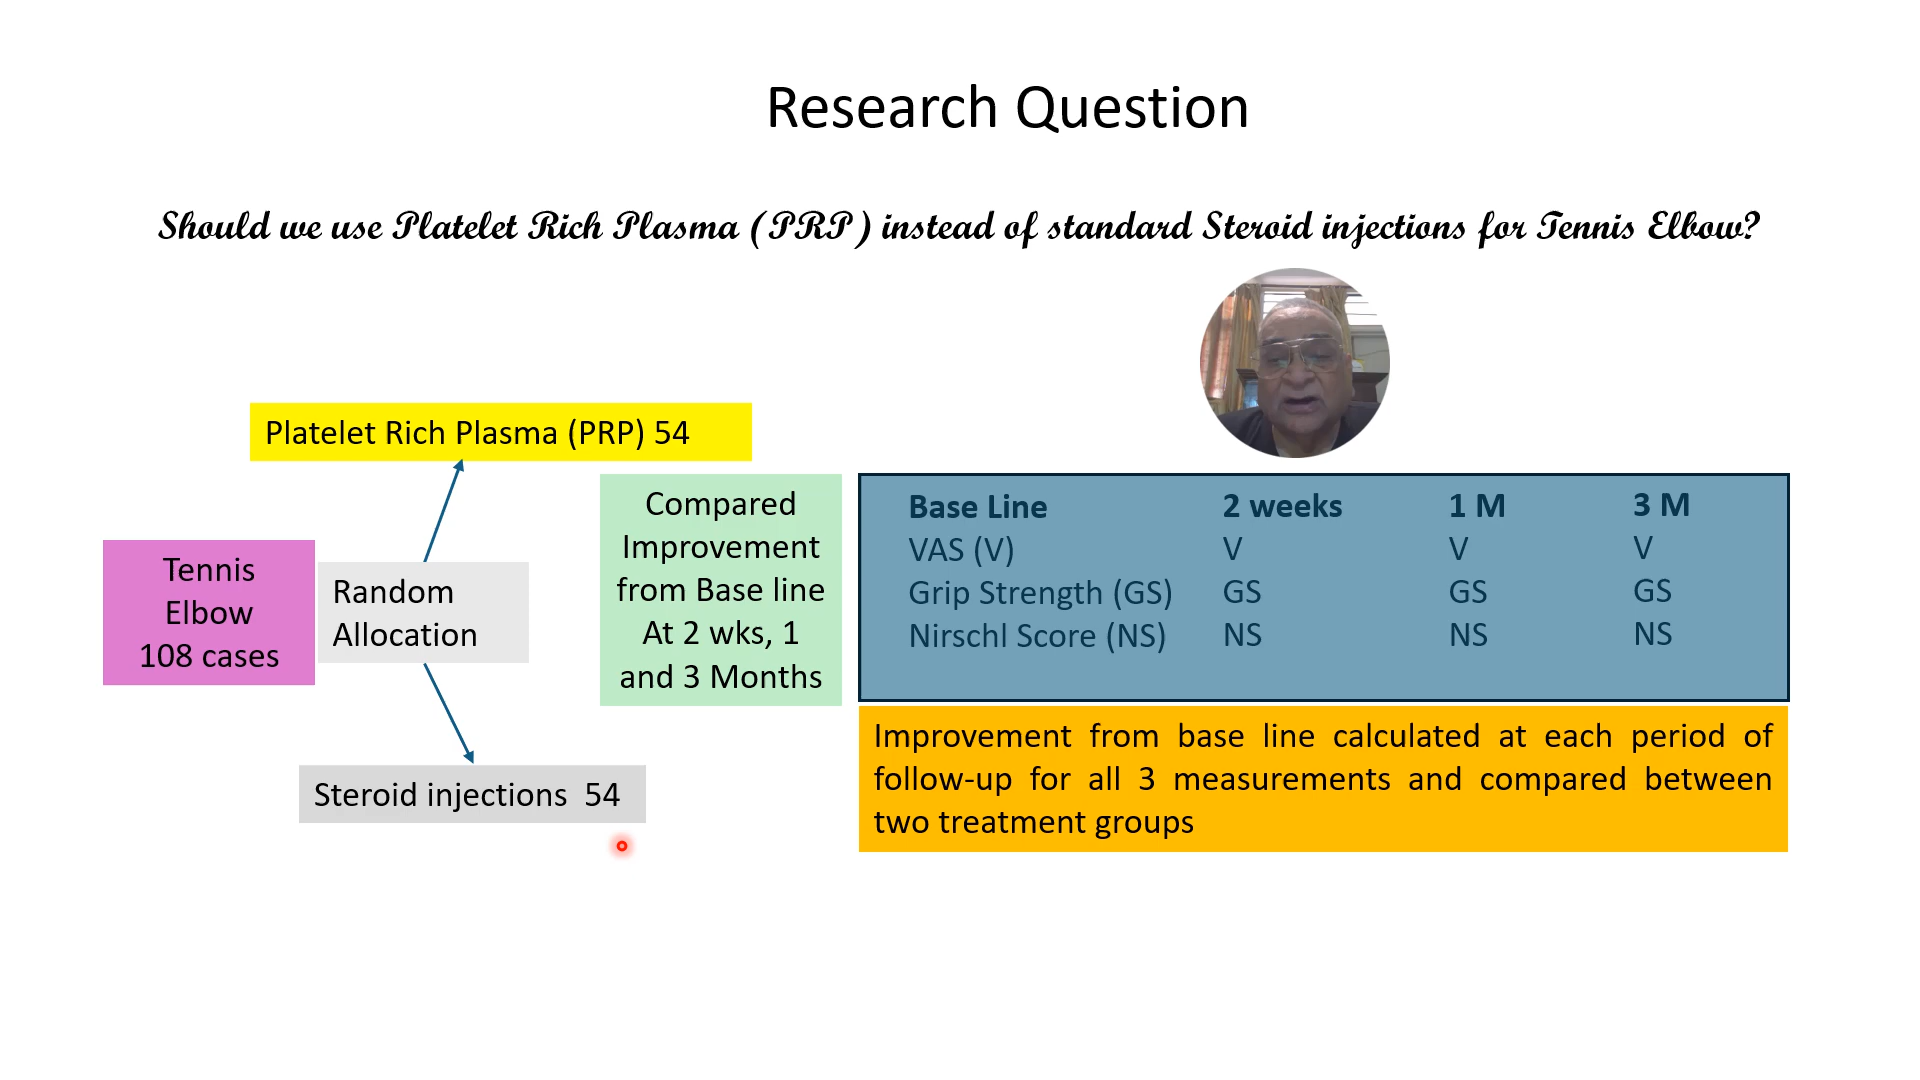 Research Question
Should we use Platelet Rich Plasma (PRP) instead of standard Steroid injections for Tennis Elbow?
Platelet Rich Plasma (PRP) 54
Tennis
Elbow
108 cases
Random
Allocation
Steroid injections 54
Compared
Improvement
from Base line
At 2 wks, 1
and 3 Months
Base Line 2 weeks 1 M 3 M
VAS (V) V V V
Grip Strength (GS) GS GS GS
Nirschl Score (NS) NS NS NS
Improvement from base line calculated at each period of
follow-up for all 3 measurements and compared between
two treatment groups